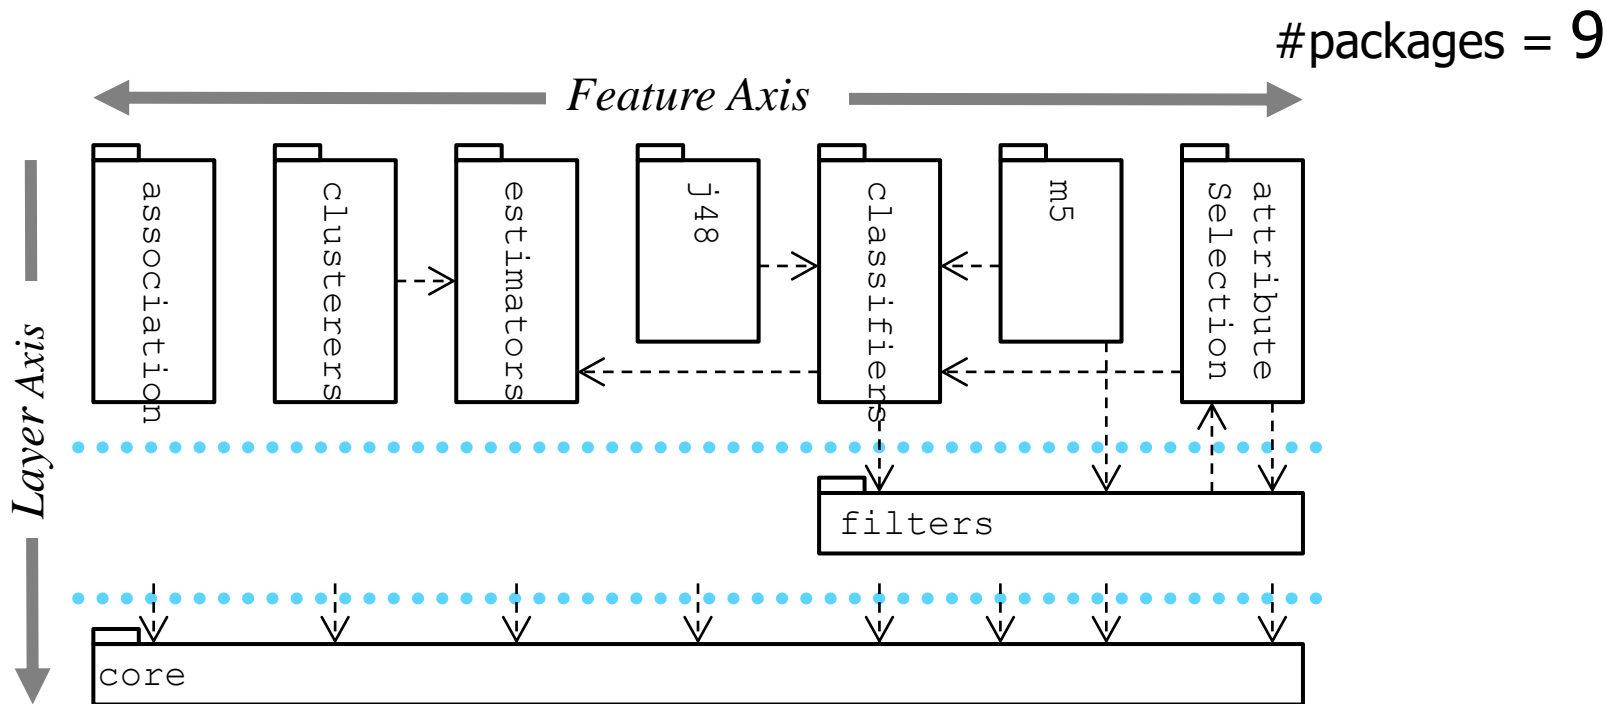 #packages = 9
Feature Axis
Layer Axis
association
clusterers
estimators
j48
classifiers
m5
attribute
Selection
filters
core